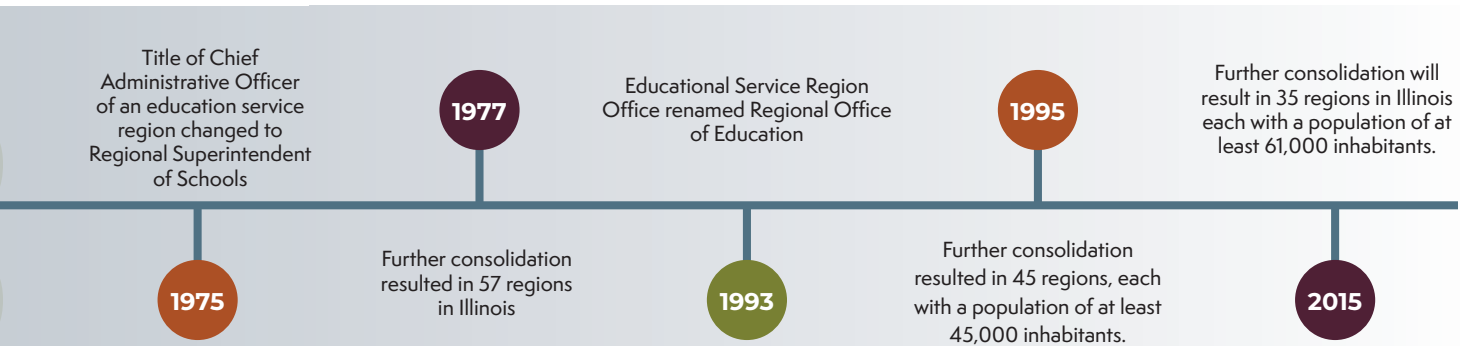 Title of Chief
Administrative Officer
of an education service
region changed to
Regional Superintendent
of Schools
1975
1977
Further consolidation
resulted in 57 regions
in Illinois
Educational Service Region
Office renamed Regional Office
of Education
1993
1995
Further consolidation
resulted in 45 regions, each
with a population of at least
45,000 inhabitants.
Further consolidation will
result in 35 regions in Illinois
each with a population of at
least 61,000 inhabitants.
2015